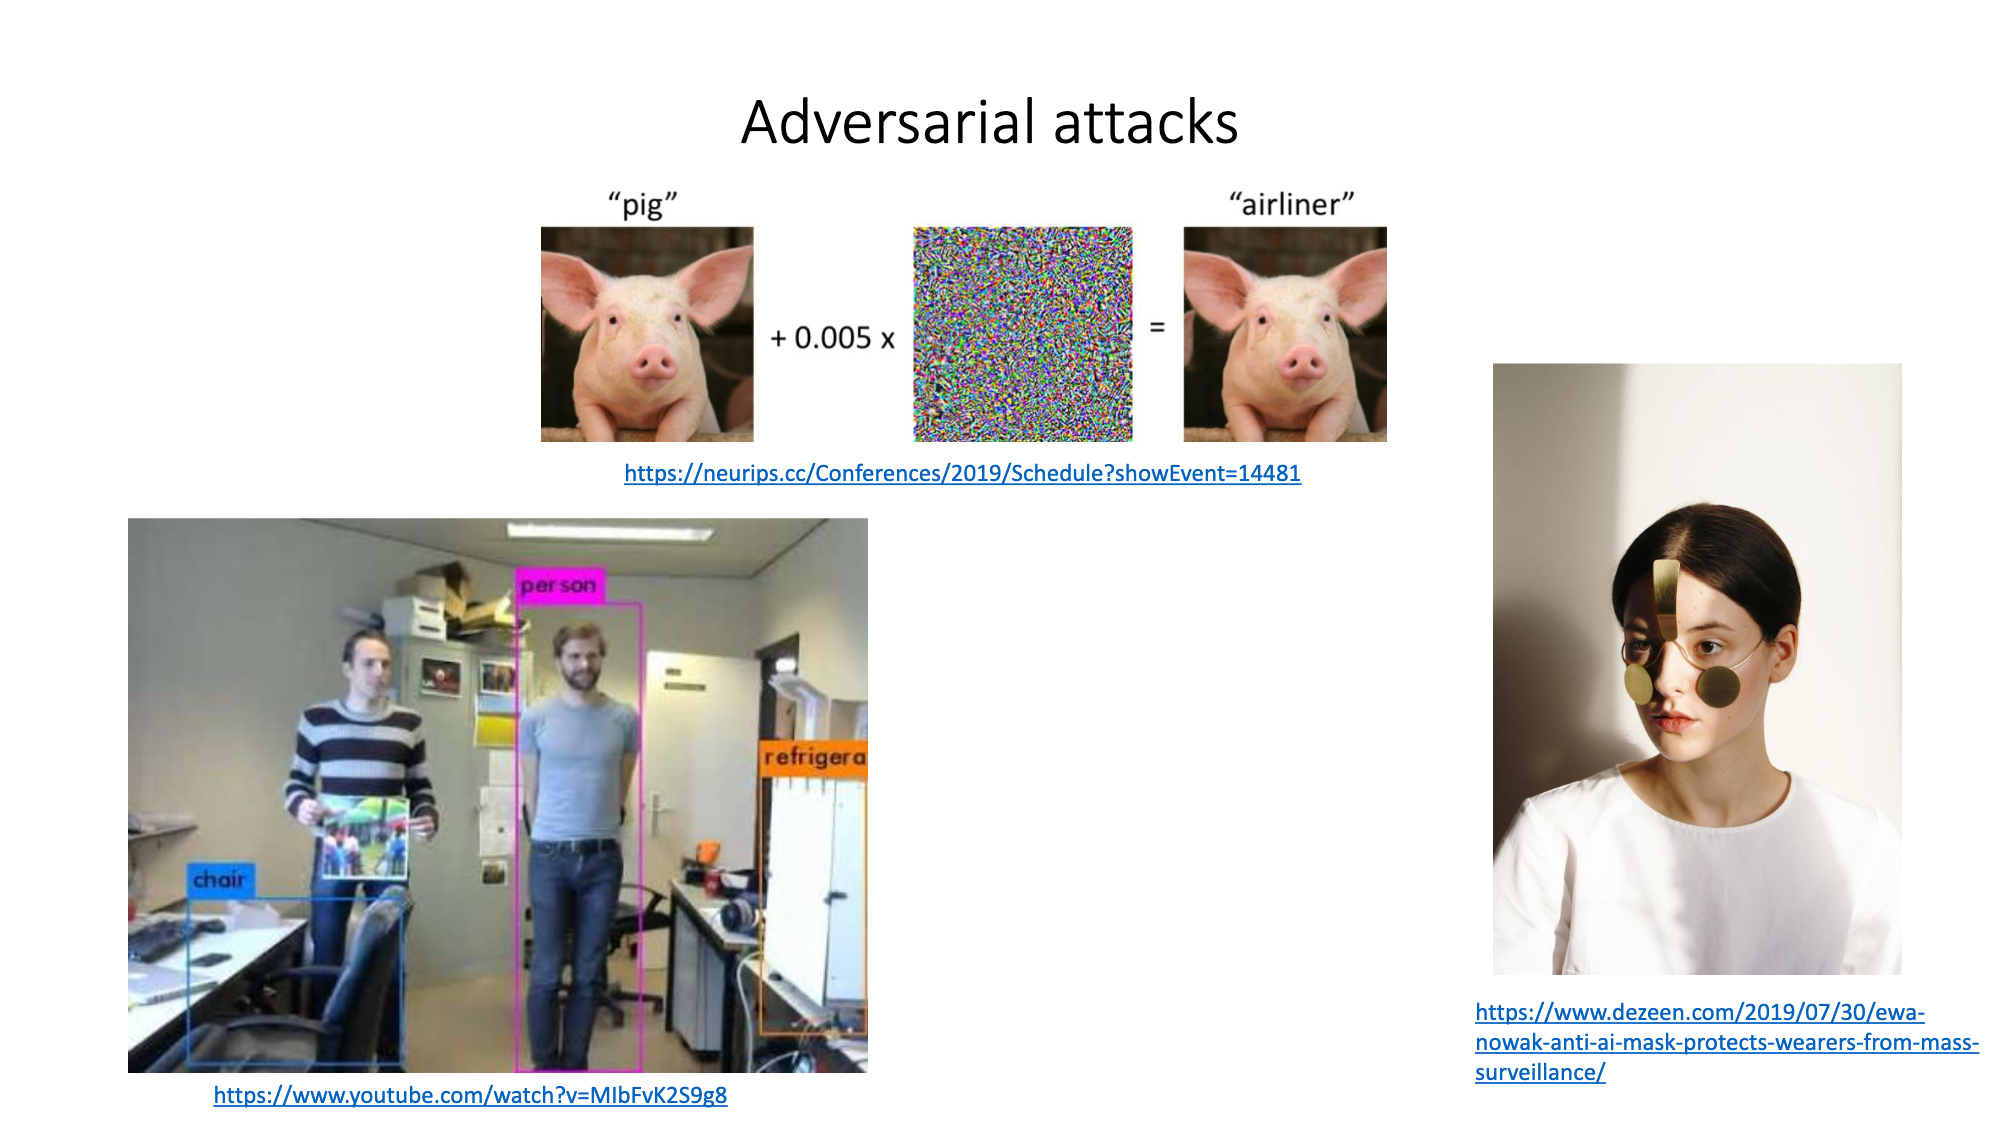 Adversarial attacks
“pig”
“airliner”
+ 0.005 x
=
https://neurips.cc/Conferences/2019/Schedule?showEvent=14481
person
refrigera
chair
https://www.youtube.com/watch?v=MIbFvK2S9g8
https://www.dezeen.com/2019/07/30/ewa-
nowak-anti-ai-mask-protects-wearers-from-mass-
surveillance/